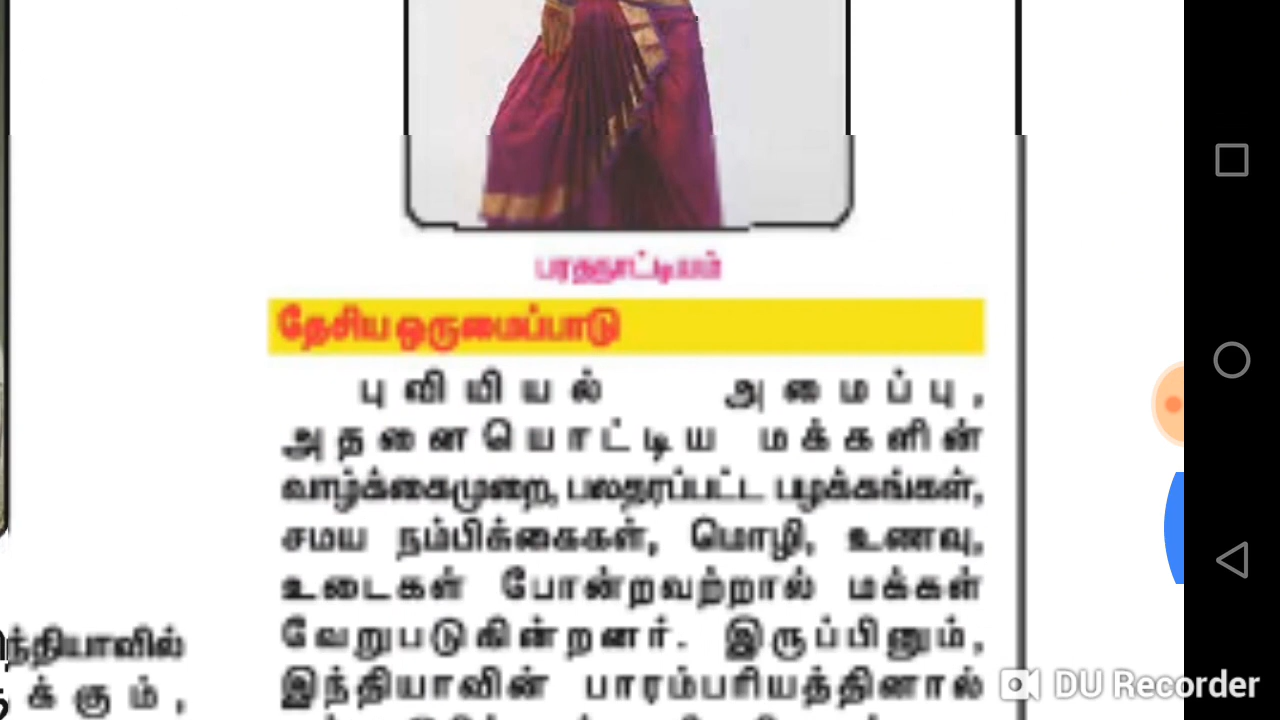 பரதநாட்டியம்
தேசிய ஒருமைப்பாடு
புவியியல் அமைப்பு,
அதனையொட்டிய மக்களின்
வாழ்க்கைமுறை, பலதரப்பட்ட பழக்கங்கள்,
சமய நம்பிக்கைகள், மொழி, உணவு,
உடைகள் போன்றவற்றால் மக்கள்
வேறுபடுகின்றனர். இருப்பினும்,
இந்தியாவின் பாரம்பரியத்தினால்
ந்தியாவில்
க்கும்,
DU Recorder